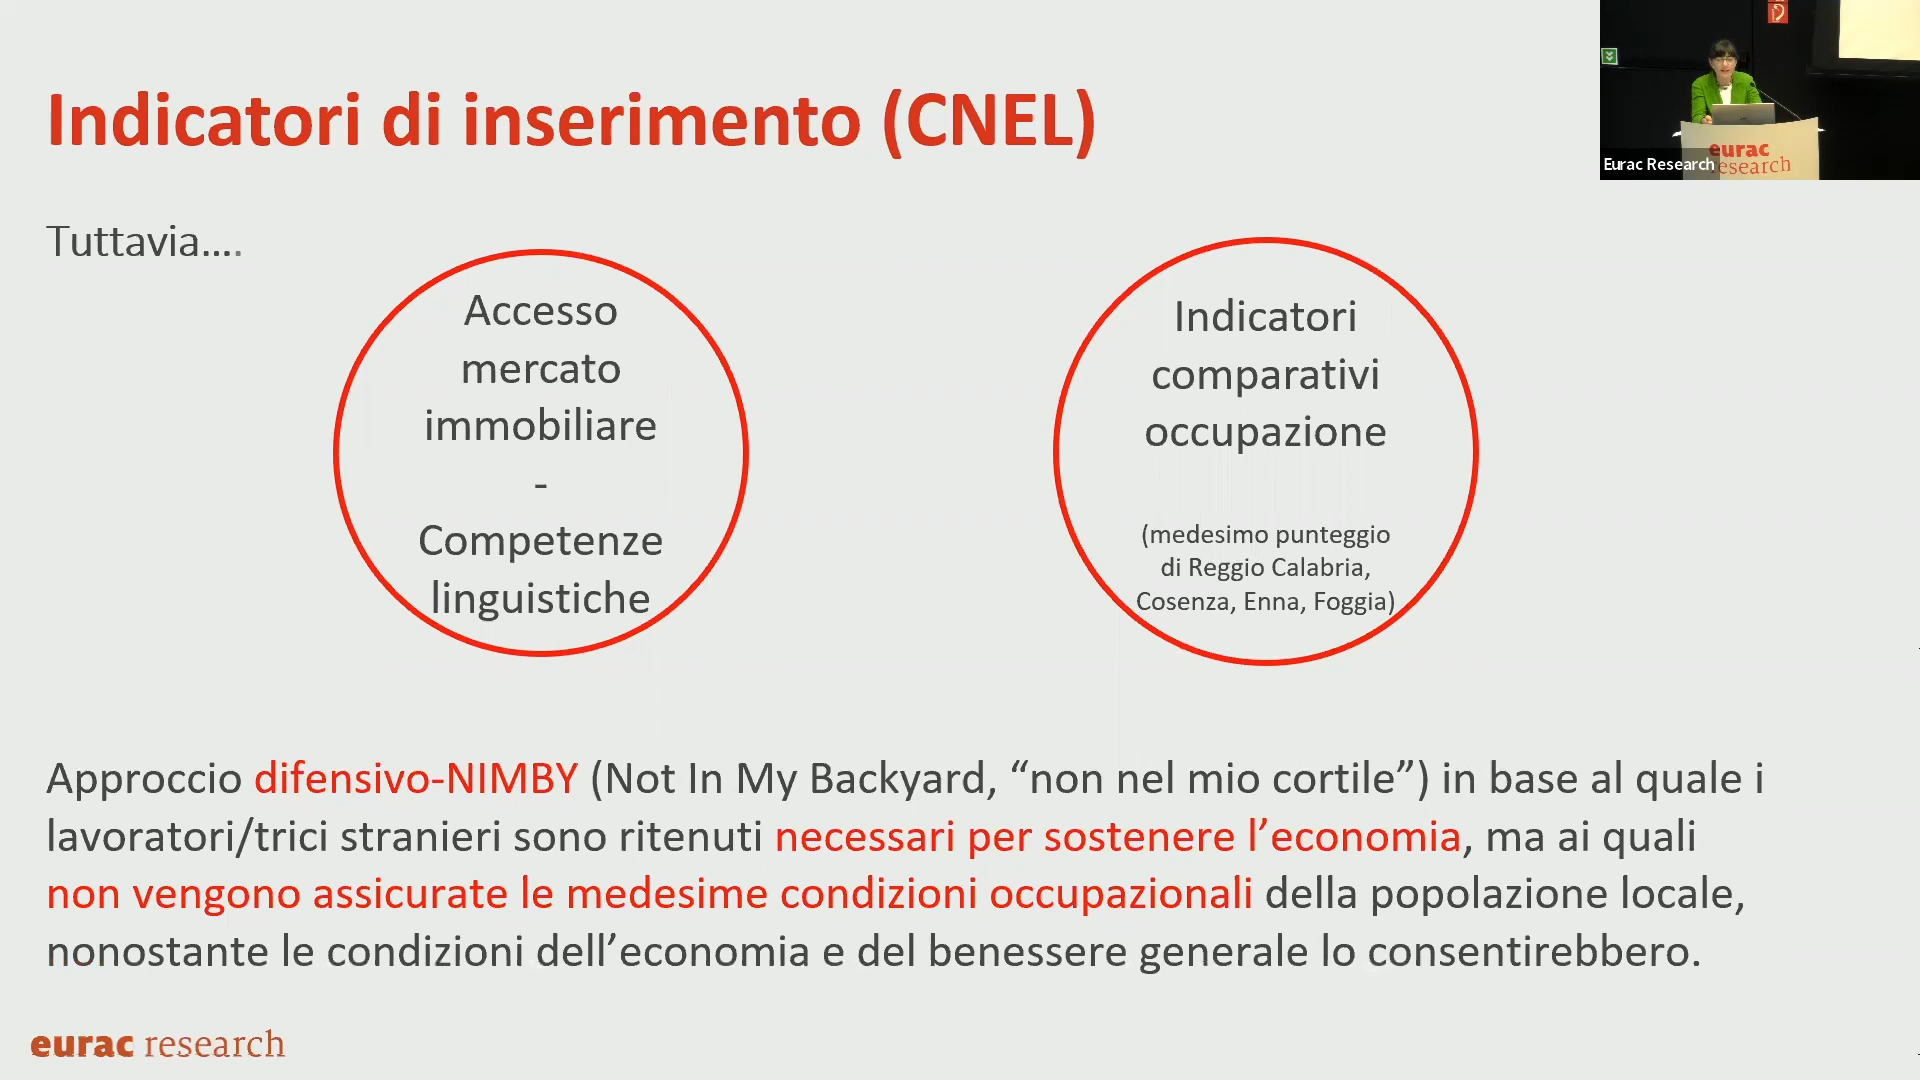 Indicatori di inserimento (CNEL)
Tuttavia....
Accesso
mercato
immobiliare
-
Competenze
linguistiche
Indicatori
comparativi
occupazione
(medesimo punteggio
di Reggio Calabria,
Cosenza, Enna, Foggia)
Approccio difensivo-NIMBY (Not In My Backyard, “non nel mio cortile”) in base al quale i
lavoratori/trici stranieri sono ritenuti necessari per sostenere l’economia, ma ai quali
non vengono assicurate le medesime condizioni occupazionali della popolazione locale,
nonostante le condizioni dell’economia e del benessere generale lo consentirebbero.
eurac research
eurac
research
Eurac Research